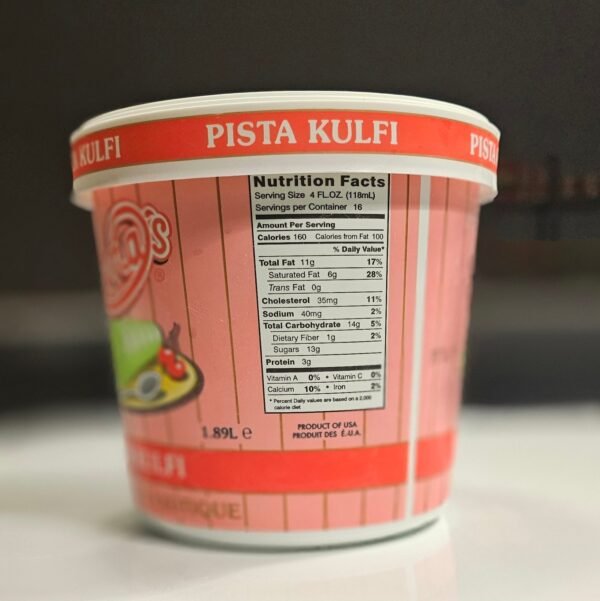 KULFI
PISTA KULFI
PISTA
Nutrition Facts
Serving Size 4 FL.OZ. (118mL)
Servings per Container 16
Amount Per Serving
Calories 160 Calories from Fat 100
% Daily Value*
Total Fat 11g 17%
Saturated Fat 6g 28%
Trans Fat 0g
Cholesterol 35mg 11%
Sodium 40mg 2%
Total Carbohydrate 14g 5%
Dietary Fiber 1g 2%
Sugars 13g
Protein 3g
Vitamin A 0% • Vitamin C 0%
Calcium 10% • Iron 2%
* Percent Daily values are based on a 2,000
calorie diet
1.89L e
PRODUCT OF USA
PRODUIT DES É.U.A.